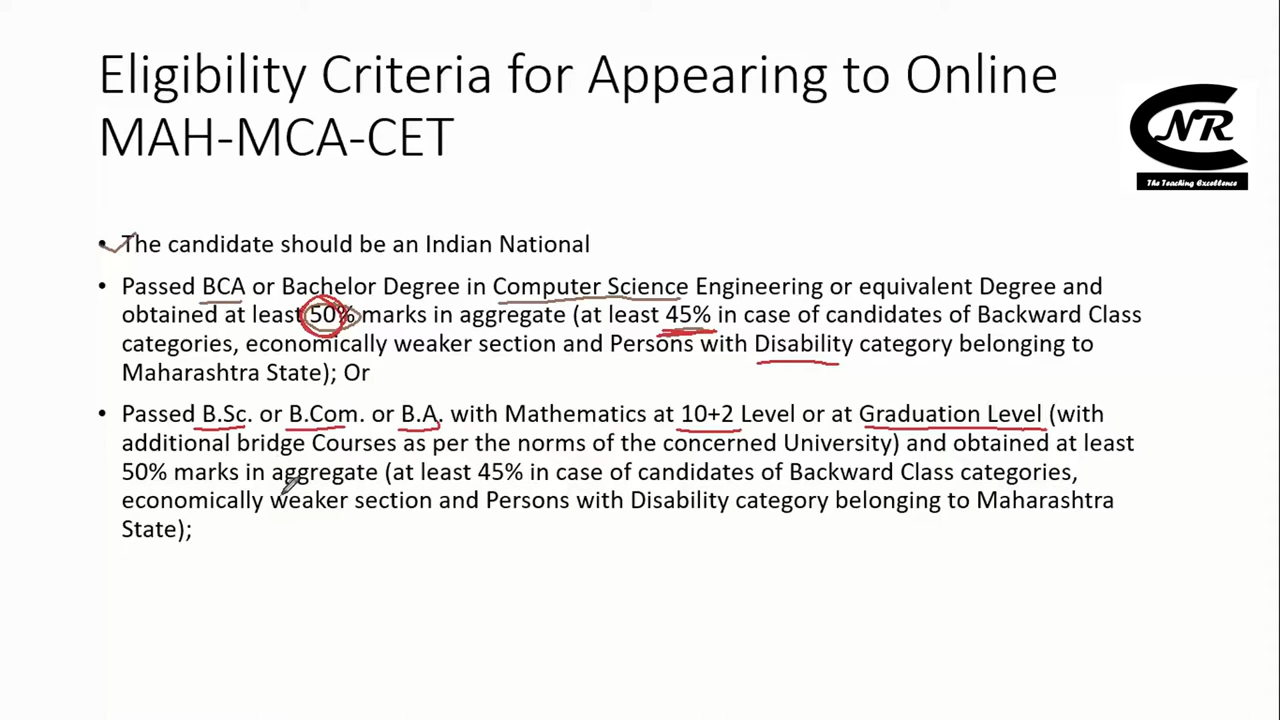 Eligibility Criteria for Appearing to Online
MAH-MCA-CET
NR
The Teaching Excellence
• The candidate should be an Indian National
• Passed BCA or Bachelor Degree in Computer Science Engineering or equivalent Degree and
obtained at least 50% marks in aggregate (at least 45% in case of candidates of Backward Class
categories, economically weaker section and Persons with Disability category belonging to
Maharashtra State); Or
• Passed B.Sc. or B.Com. or B.A. with Mathematics at 10+2 Level or at Graduation Level (with
additional bridge Courses as per the norms of the concerned University) and obtained at least
50% marks in aggregate (at least 45% in case of candidates of Backward Class categories,
economically weaker section and Persons with Disability category belonging to Maharashtra
State);